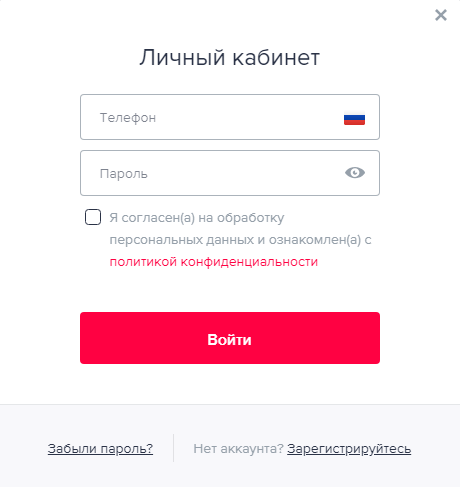 Личный кабинет
Телефон
Пароль
Я согласен(а) на обработку
персональных данных и ознакомлен(а) с
политикой конфиденциальности
Войти
Забыли пароль? Нет аккаунта? Зарегистрируйтесь